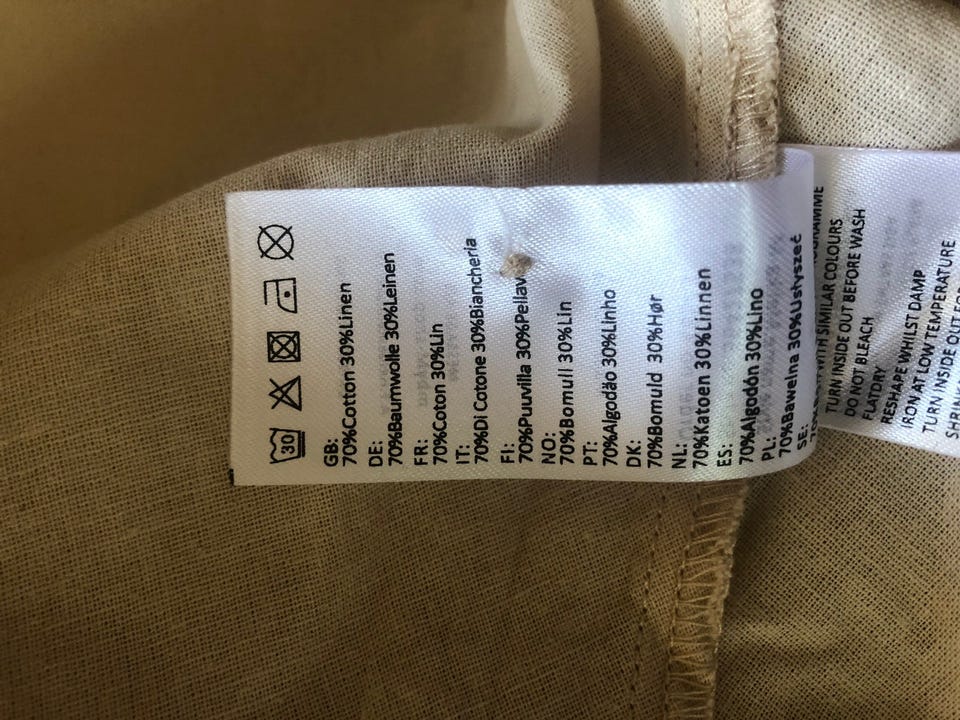 30
GB:
70%Cotton 30%Linen
DE:
70%Baumwolle 30%Leinen
FR:
70%Coton 30%Lin
IT:
70%Di Cotone 30%Biancheria
FI:
70%Puuvilla 30%Pellav
NO:
70%Bomull 30%Lin
PT:
70%Algodão 30%Linho
DK:
70%Bomuld 30%Hør
NL:
70%Katoen 30%Linnen
ES:
70%Algodón 30%Lino
PL:
70%Bawełna 30%Usłyszeć
SE:
WITH SIMILAR COLOURS
TURN INSIDE OUT BEFORE WASH
DO NOT BLEACH
FLATDRY
RESHAPE WHILST DAMP
IRON AT LOW TEMPERATURE
TURN INSIDE OUT